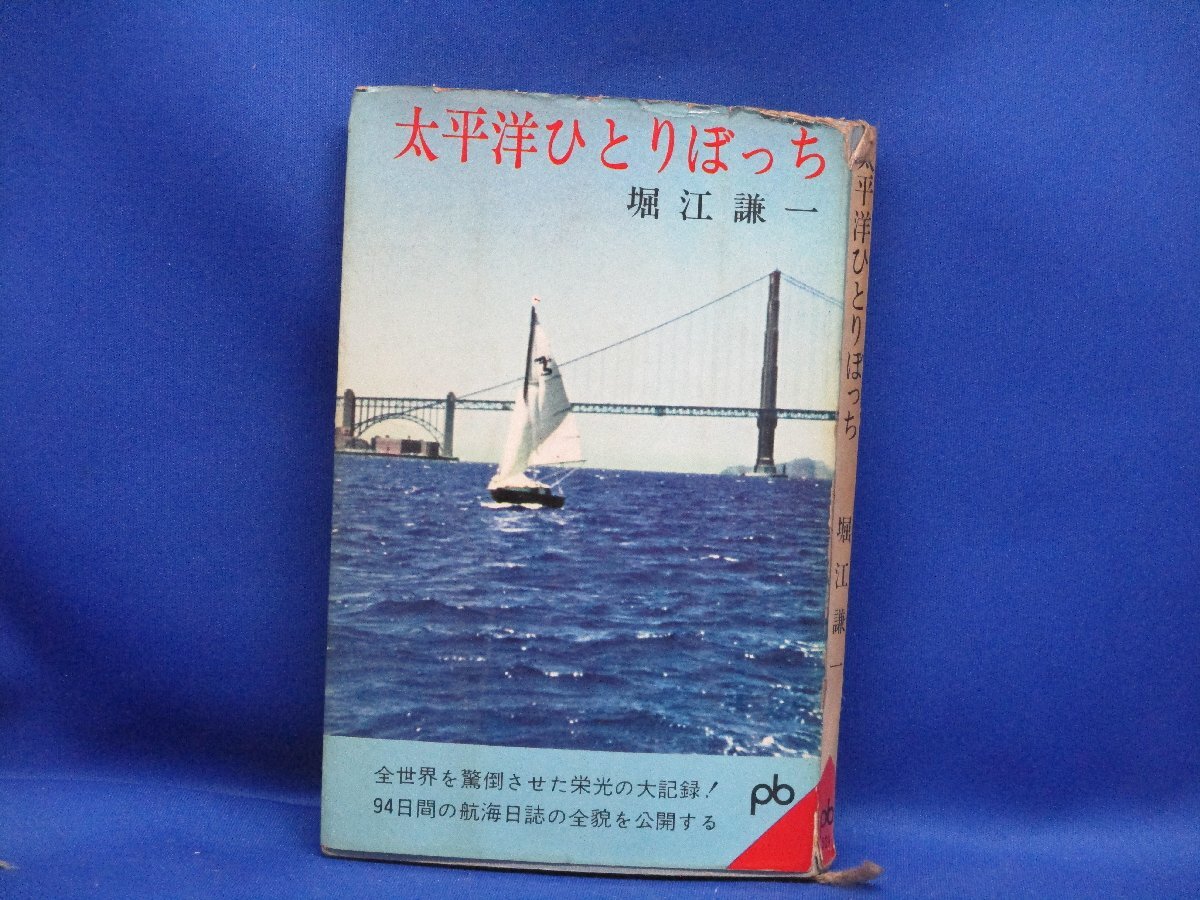 太平洋ひとりぼっち
堀江謙一
全世界を驚倒させた栄光の大記録!
94日間の航海日誌の全貌を公開する
pb
太平洋ひとりぼっち
堀江謙一
pb